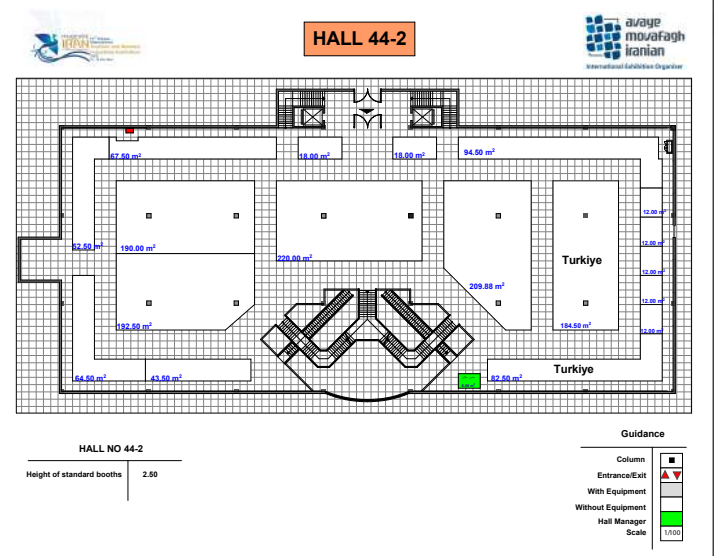 HALL 44-2
IRAN
avaye
movafagh
iranian
International Exhibition Organizer
67.50 m²
18.00 m²
18.00 m²
94.50 m²
12.00 m²
52.50 m²
190.00 m²
220.00 m²
12.00 m²
Turkiye
12.00 m²
209.88 m²
12.00 m²
192.50 m²
184.50 m²
12.00 m²
Turkiye
64.50 m²
43.50 m²
82.50 m²
HALL NO 44-2
Height of standard booths 2.50
Guidance
Column
Entrance/Exit
With Equipment
Without Equipment
Hall Manager
Scale 1/100